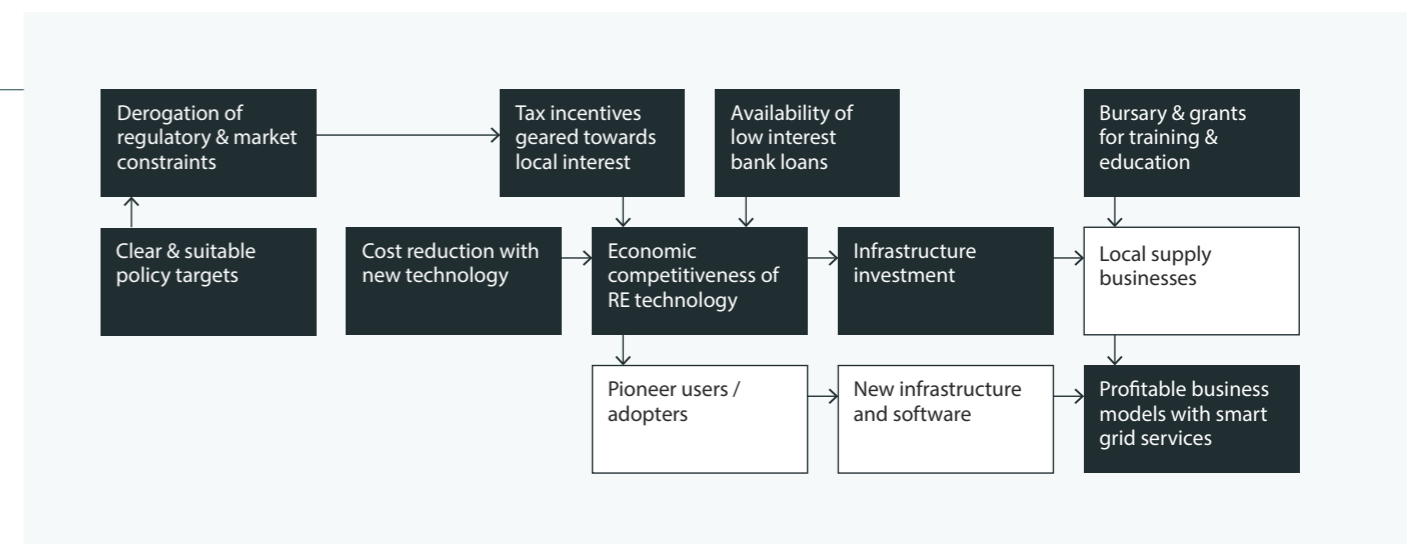 Derogation of
regulatory & market
constraints
Tax incentives
geared towards
local interest
Availability of
low interest
bank loans
Bursary & grants
for training &
education
Clear & suitable
policy targets
Cost reduction with
new technology
Economic
competitiveness of
RE technology
Infrastructure
investment
Local supply
businesses
Pioneer users /
adopters
New infrastructure
and software
Profitable business
models with smart
grid services